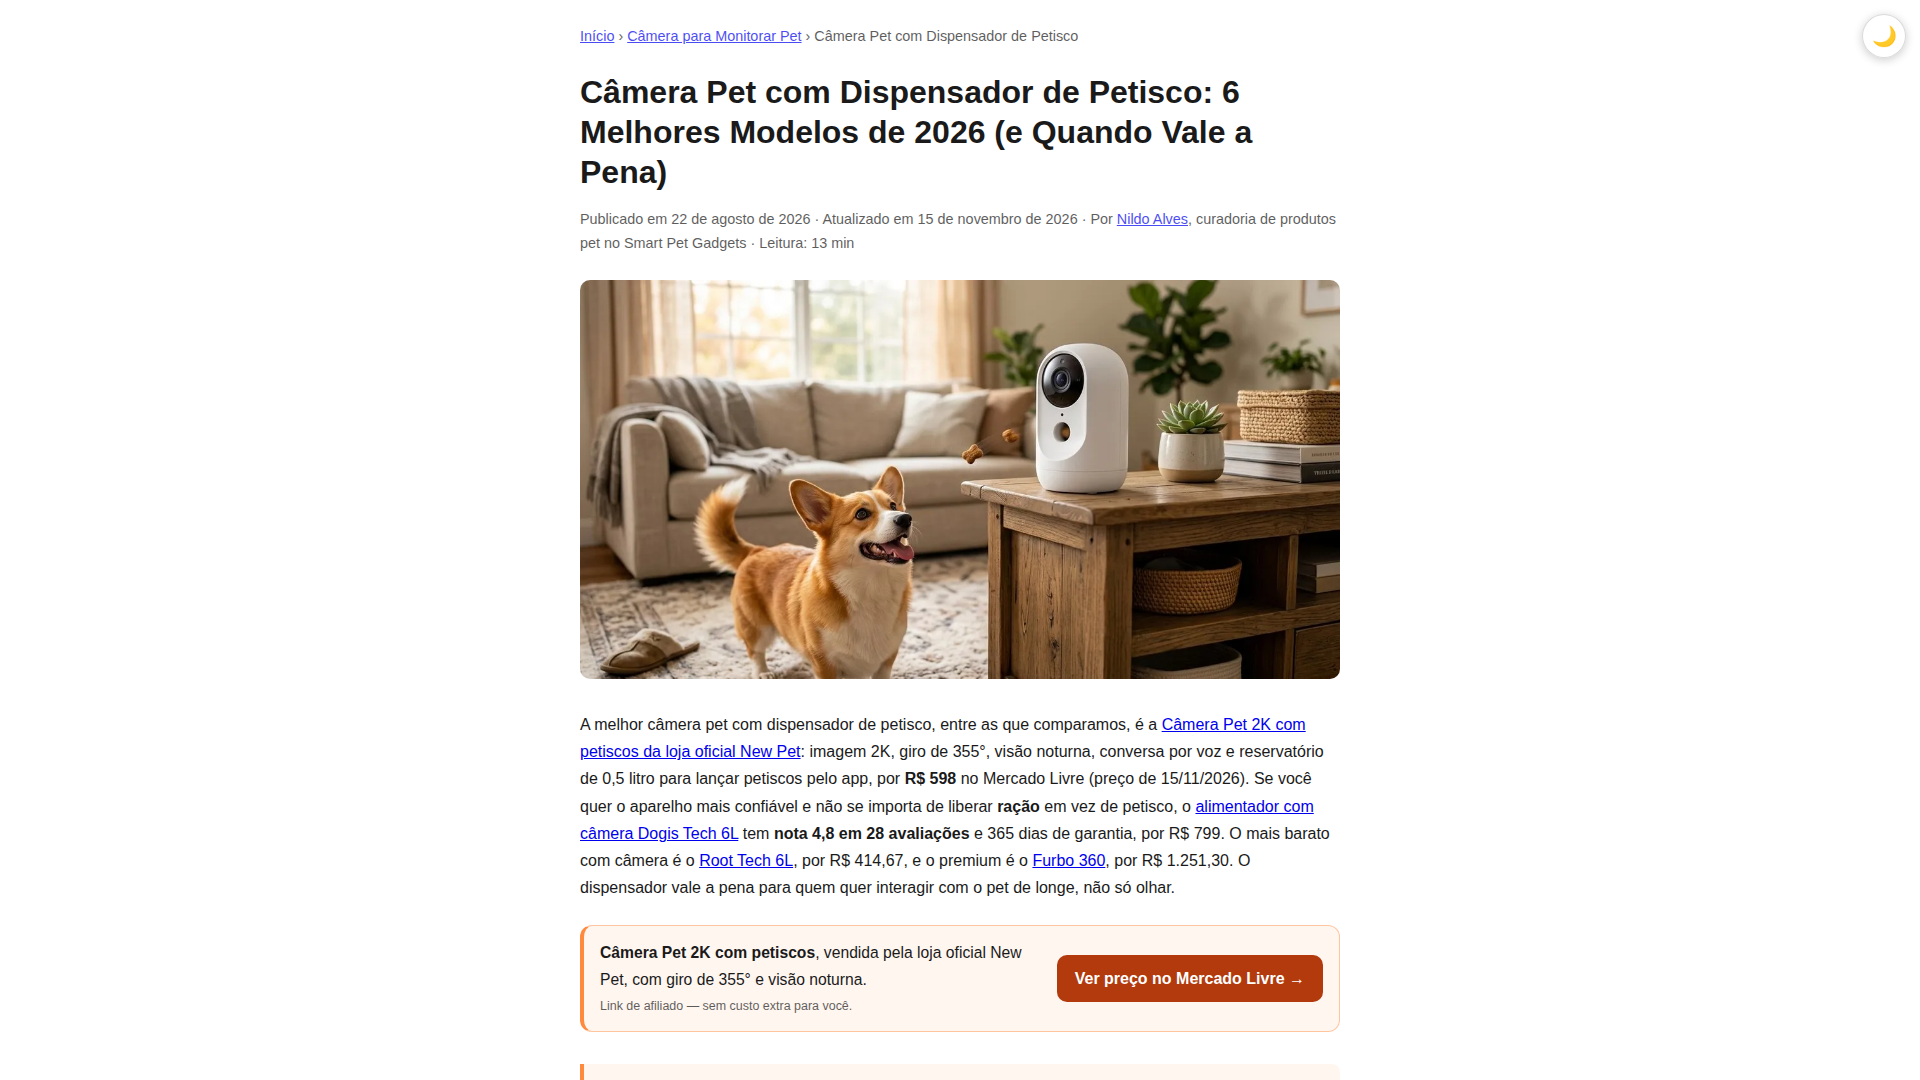 Início › Câmera para Monitorar Pet › Câmera Pet com Dispensador de Petisco
Câmera Pet com Dispensador de Petisco: 6
Melhores Modelos de 2026 (e Quando Vale a
Pena)
Publicado em 22 de agosto de 2026 · Atualizado em 15 de novembro de 2026 · Por Nildo Alves, curadoria de produtos
pet no Smart Pet Gadgets · Leitura: 13 min
A melhor câmera pet com dispensador de petisco, entre as que comparamos, é a Câmera Pet 2K com
petiscos da loja oficial New Pet: imagem 2K, giro de 355°, visão noturna, conversa por voz e reservatório
de 0,5 litro para lançar petiscos pelo app, por R$ 598 no Mercado Livre (preço de 15/11/2026). Se você
quer o aparelho mais confiável e não se importa de liberar ração em vez de petisco, o alimentador com
câmera Dogis Tech 6L tem nota 4,8 em 28 avaliações e 365 dias de garantia, por R$ 799. O mais barato
com câmera é o Root Tech 6L, por R$ 414,67, e o premium é o Furbo 360, por R$ 1.251,30. O
dispensador vale a pena para quem quer interagir com o pet de longe, não só olhar.
Câmera Pet 2K com petiscos, vendida pela loja oficial New
Pet, com giro de 355° e visão noturna.
Link de afiliado — sem custo extra para você.
Ver preço no Mercado Livre →